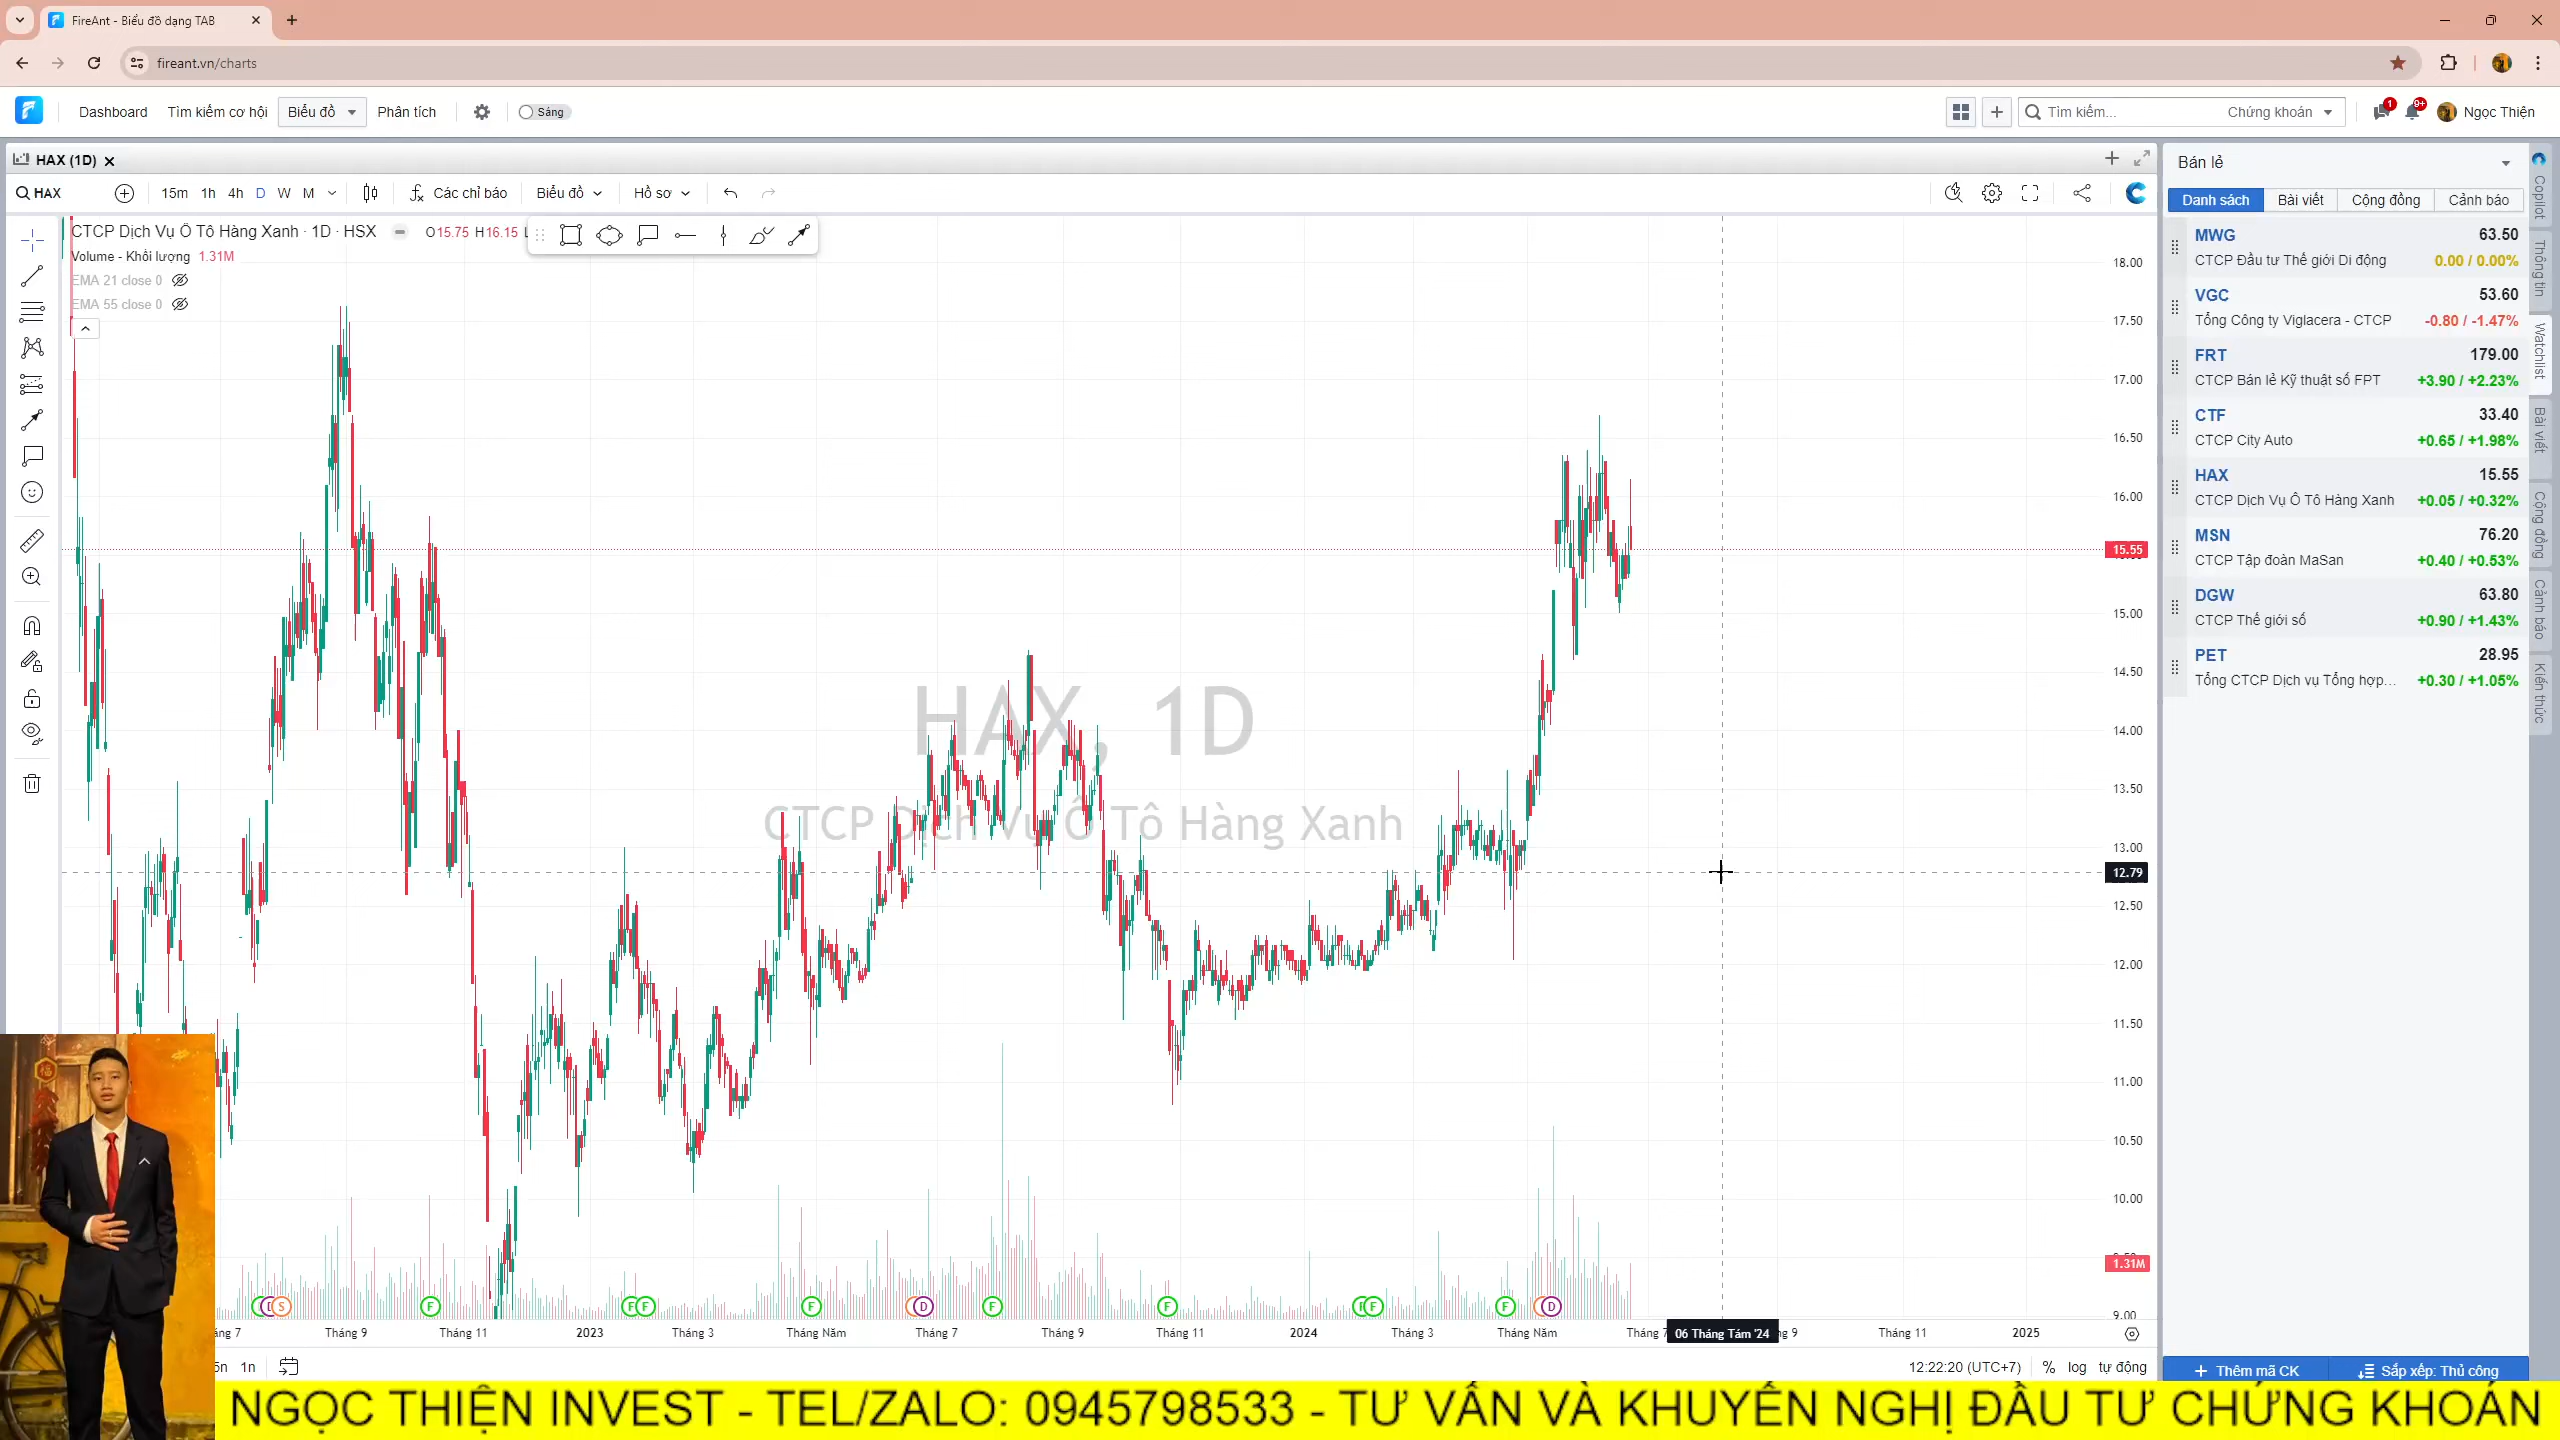 FireAnt - Biểu đồ dạng TAB
fireant.vn/charts
Dashboard Tìm kiếm cơ hội Biểu đồ Phân tích Sáng
Tìm kiếm... Chứng khoán 1 9+ Ngọc Thiện
HAX (1D)
HAX 15m 1h 4h D W M Các chỉ báo Biểu đồ Hồ sơ
CTCP Dịch Vụ Ô Tô Hàng Xanh · 1D · HSX O15.75 H16.15
Volume - Khối lượng 1.31M
EMA 21 close 0
EMA 55 close 0
HAX, 1D
CTCP Dịch Vụ Ô Tô Hàng Xanh
18.00
17.50
17.00
16.50
16.00
15.55
15.00
14.50
14.00
13.50
13.00
12.79
12.50
12.00
11.50
11.00
10.50
10.00
1.31M
9.00
F F F D F F F F D
Tháng 9 Tháng 11 2023 Tháng 3 Tháng Năm Tháng 7 Tháng 9 Tháng 11 2024 Tháng 3 Tháng Năm 06 Tháng Tám '24 Tháng 11 2025
1n 12:22:20 (UTC+7) % log tự động
Bán lẻ
Danh sách Bài viết Cộng đồng Cảnh báo
MWG 63.50
CTCP Đầu tư Thế giới Di động 0.00 / 0.00%
VGC 53.60
Tổng Công ty Viglacera - CTCP -0.80 / -1.47%
FRT 179.00
CTCP Bán lẻ Kỹ thuật số FPT +3.90 / +2.23%
CTF 33.40
CTCP City Auto +0.65 / +1.98%
HAX 15.55
CTCP Dịch Vụ Ô Tô Hàng Xanh +0.05 / +0.32%
MSN 76.20
CTCP Tập đoàn MaSan +0.40 / +0.53%
DGW 63.80
CTCP Thế giới số +0.90 / +1.43%
PET 28.95
Tổng CTCP Dịch vụ Tổng hợp... +0.30 / +1.05%
Thêm mã CK Sắp xếp: Thủ công
Copilot
Thông tin
Watchlist
Bài viết
Cộng đồng
Cảnh báo
Kiến thức
NGỌC THIỆN INVEST - TEL/ZALO: 0945798533 - TƯ VẤN VÀ KHUYẾN NGHỊ ĐẦU TƯ CHỨNG KHOÁN